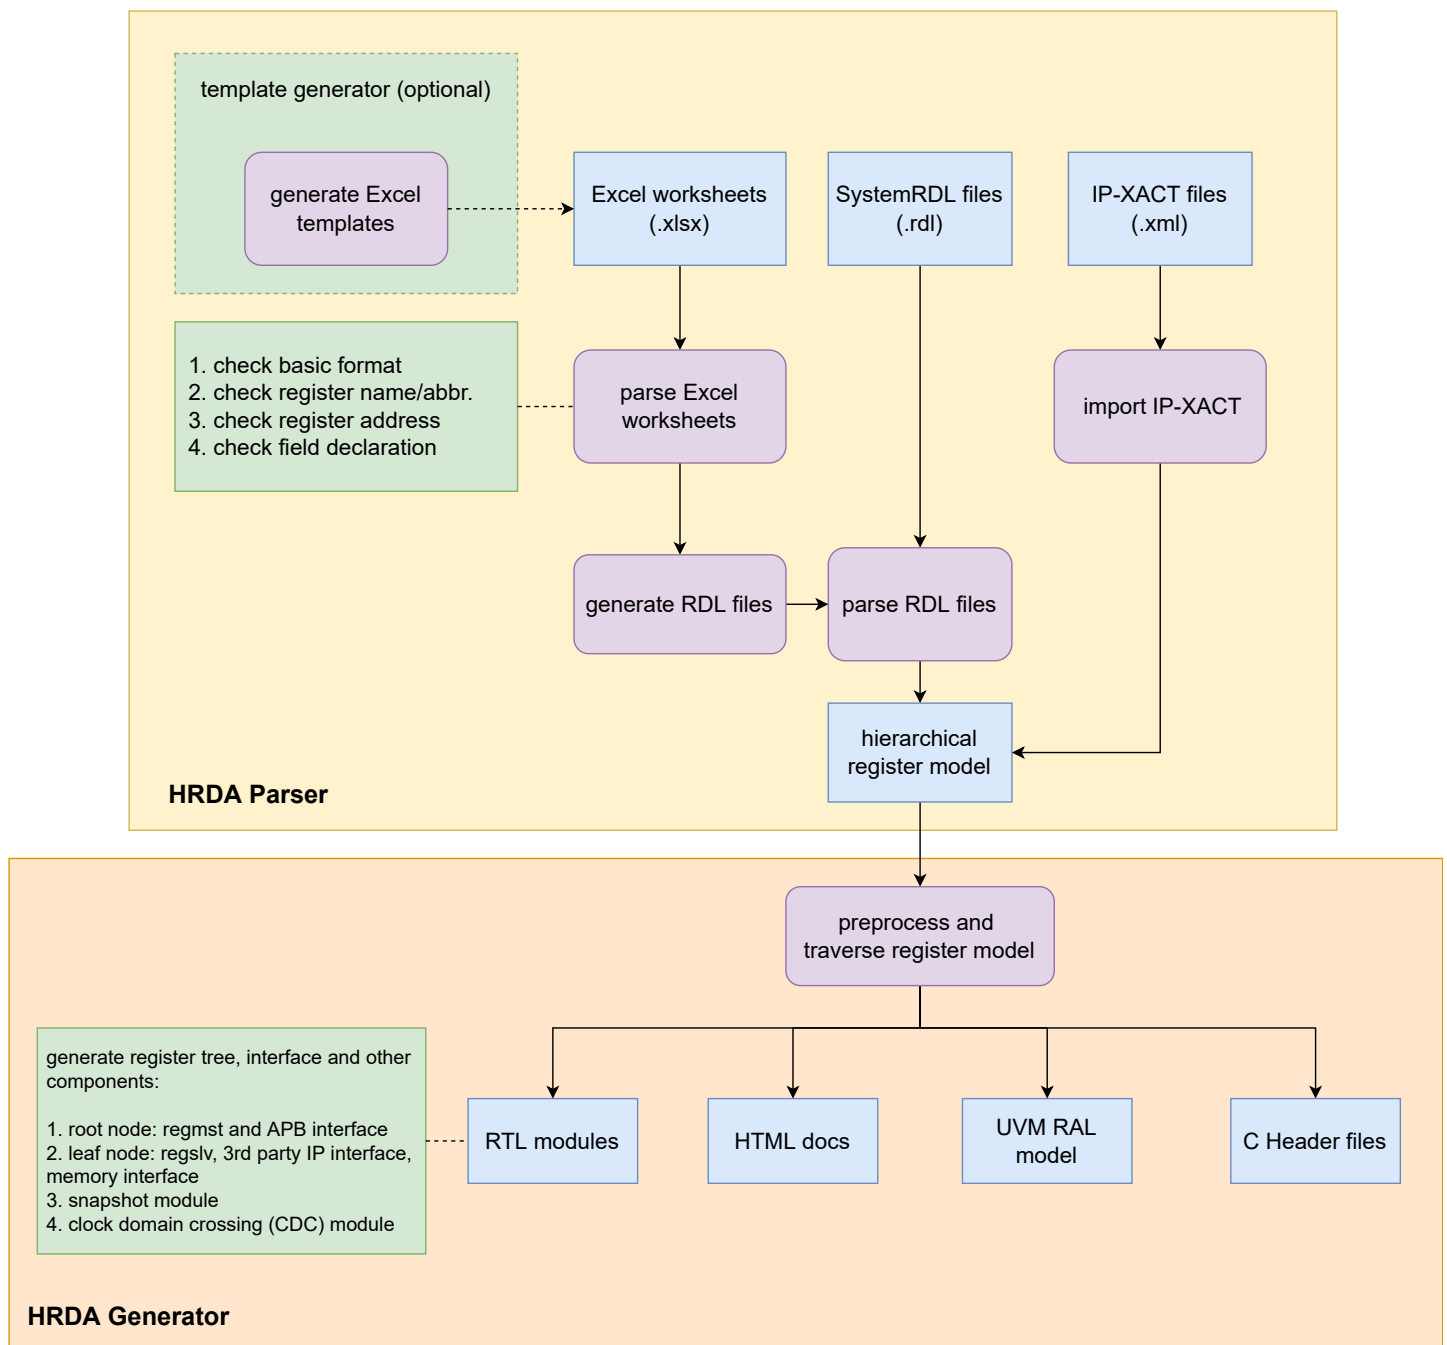 template generator (optional)
generate Excel
templates
Excel worksheets
(.xlsx)
SystemRDL files
(.rdl)
IP-XACT files
(.xml)
1. check basic format
2. check register name/abbr.
3. check register address
4. check field declaration
parse Excel
worksheets
import IP-XACT
generate RDL files
parse RDL files
hierarchical
register model
HRDA Parser
preprocess and
traverse register model
generate register tree, interface and other
components:
1. root node: regmst and APB interface
2. leaf node: regslv, 3rd party IP interface,
memory interface
3. snapshot module
4. clock domain crossing (CDC) module
RTL modules
HTML docs
UVM RAL
model
C Header files
HRDA Generator